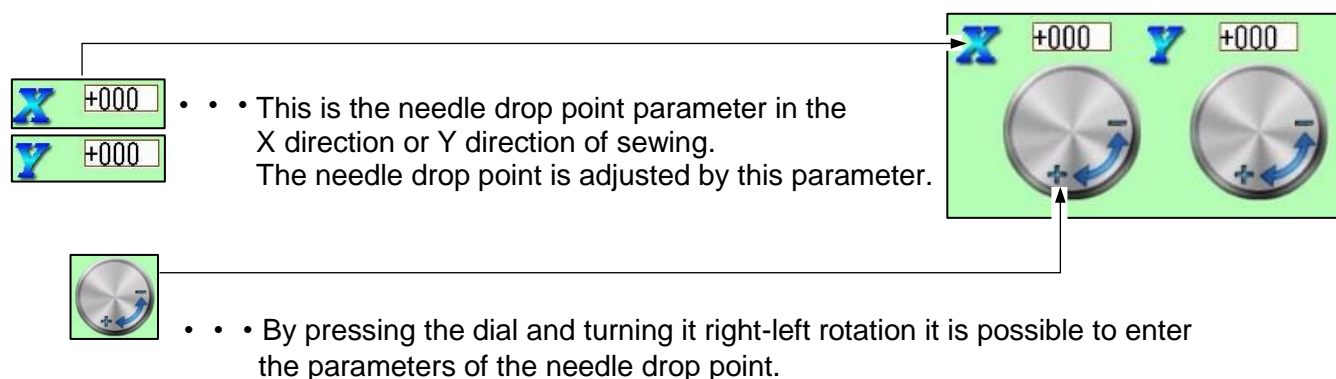 X +000 Y +000
X +000 • • • This is the needle drop point parameter in the
Y +000 X direction or Y direction of sewing.
The needle drop point is adjusted by this parameter.
− + − +
− +
• • • By pressing the dial and turning it right-left rotation it is possible to enter
the parameters of the needle drop point.